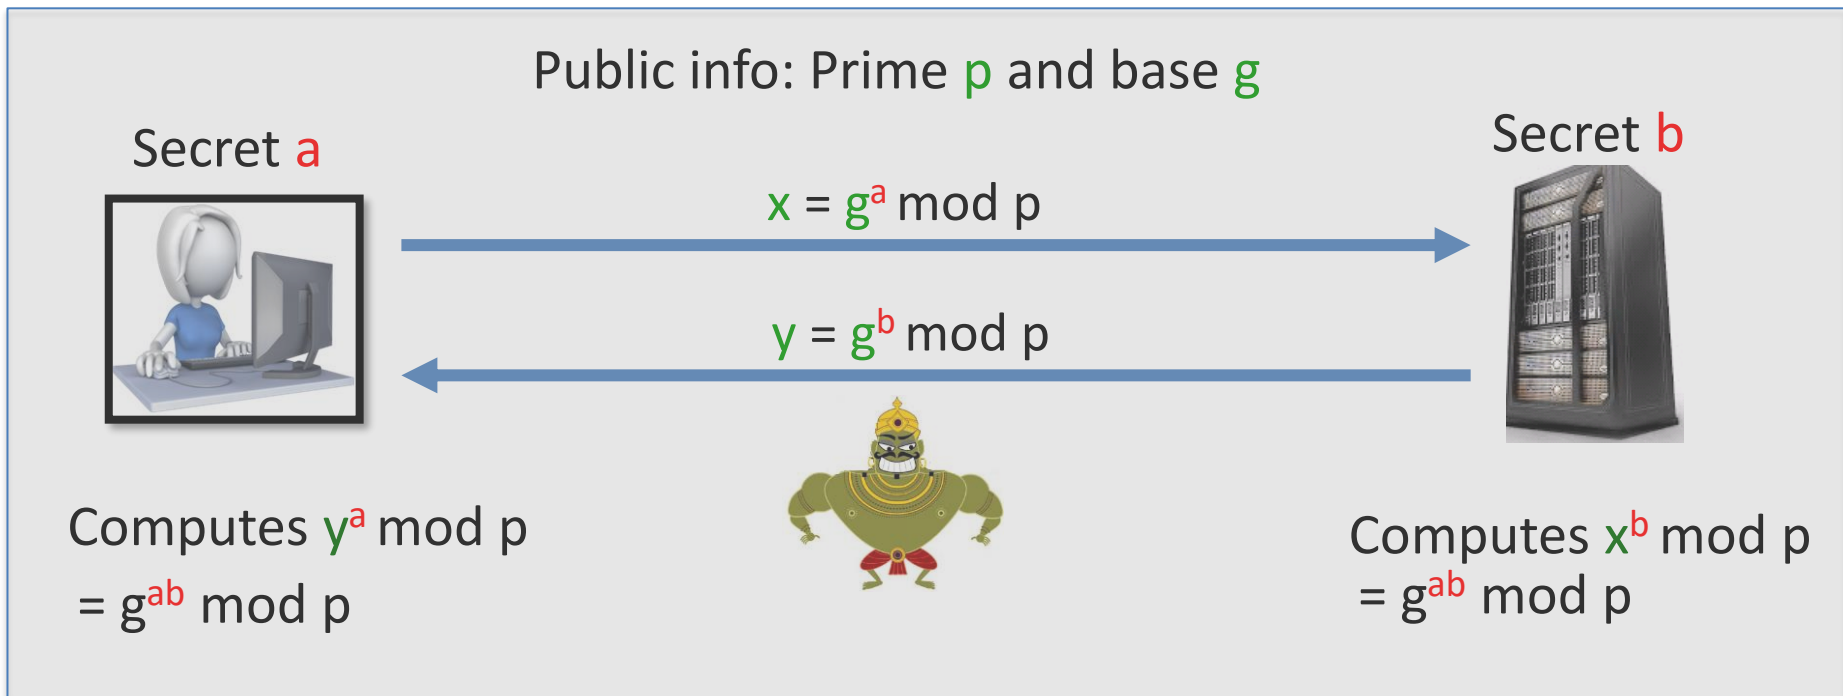 Public info: Prime p and base g
Secret a
Secret b
x = gᵃ mod p
y = gᵇ mod p
Computes yᵃ mod p
= gᵃᵇ mod p
Computes xᵇ mod p
= gᵃᵇ mod p